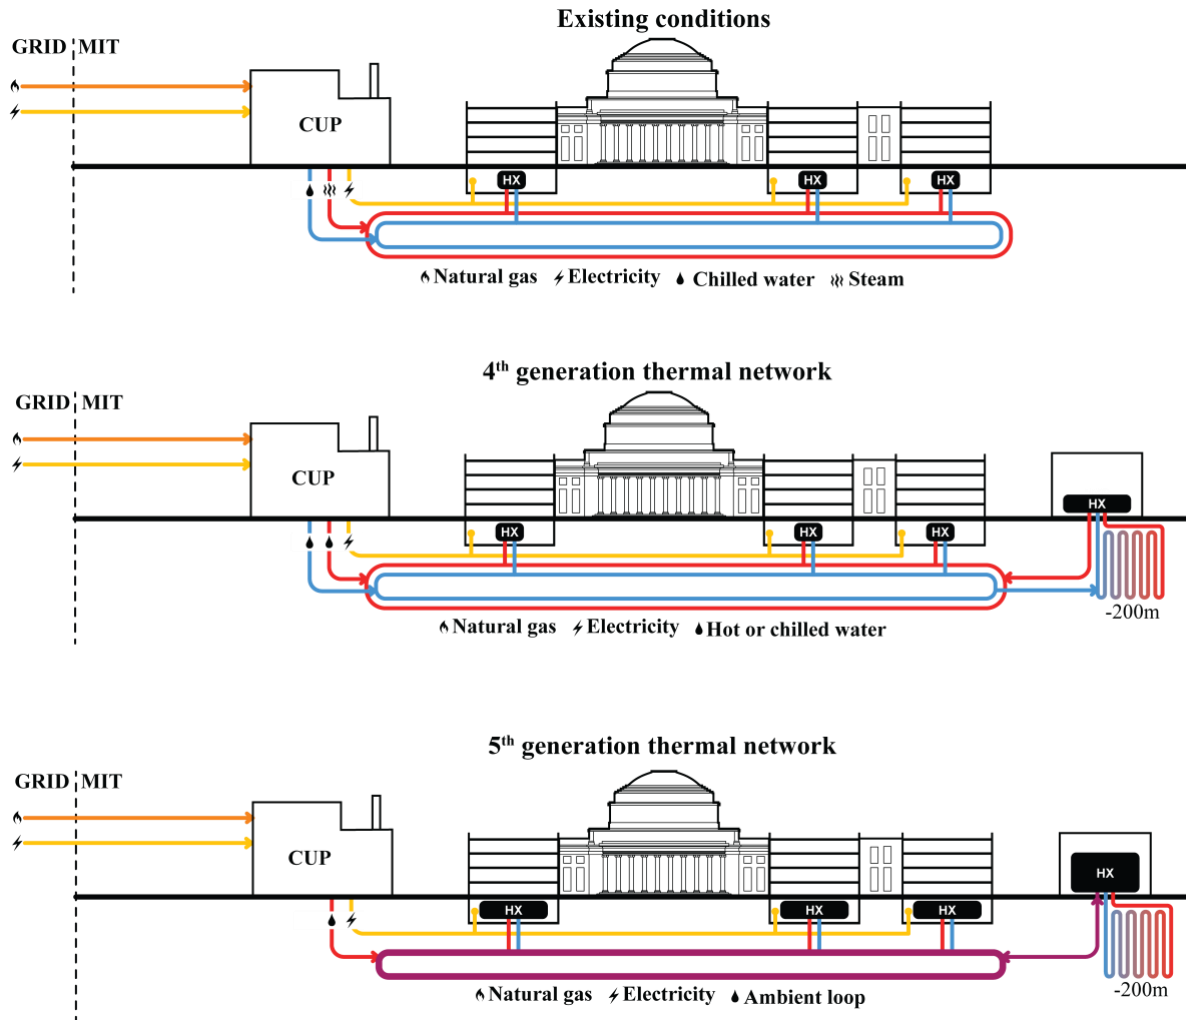 Existing conditions
GRID MIT
CUP
HX HX HX
Natural gas Electricity Chilled water Steam
4th generation thermal network
GRID MIT
CUP
HX
HX HX HX
-200m
Natural gas Electricity Hot or chilled water
5th generation thermal network
GRID MIT
CUP
HX
HX HX HX
-200m
Natural gas Electricity Ambient loop